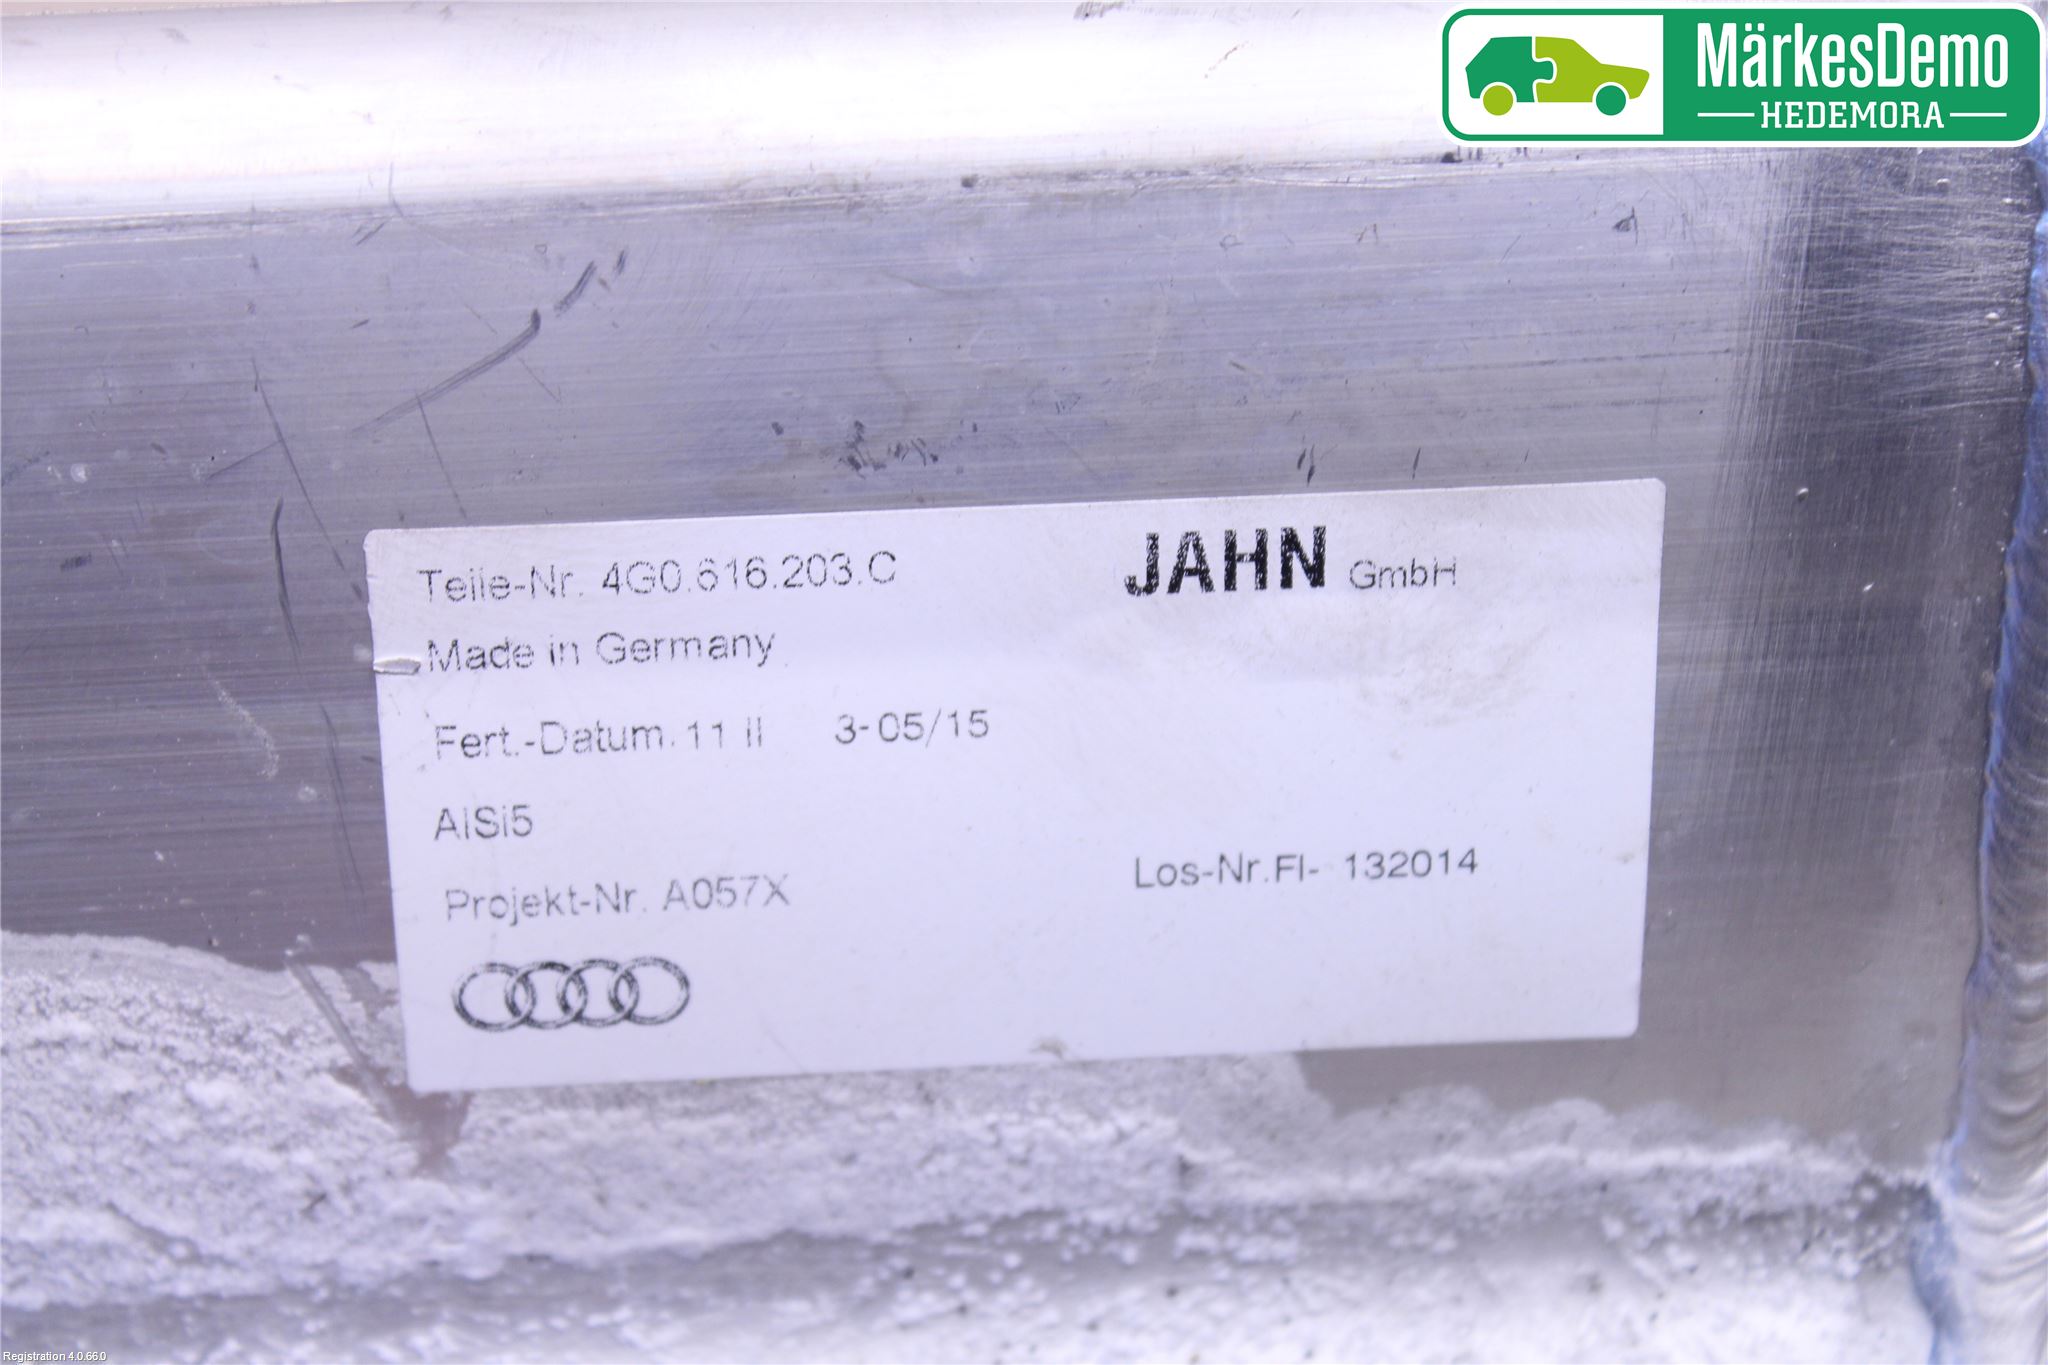 MärkesDemo
HEDEMORA
Teile-Nr. 4G0.616.203.C
JAHN GmbH
Made in Germany
Fert.-Datum. 11 II 3-05/15
AlSi5
Projekt-Nr. A057X
Los-Nr.Fl- 132014
Registration 4.0.66.0